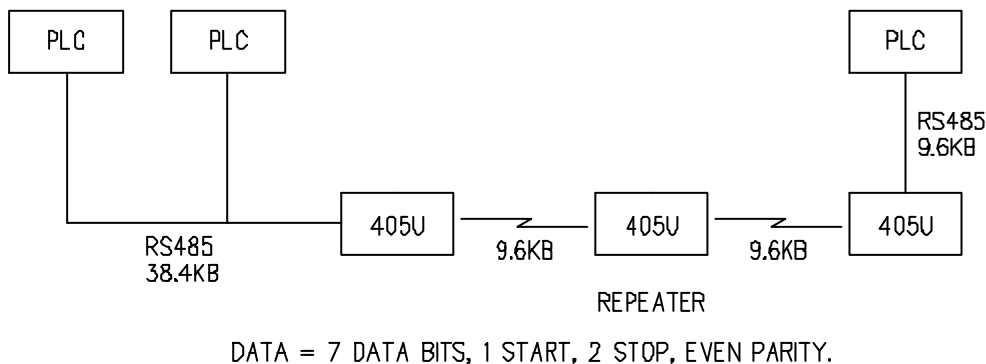 PLC
PLC
PLC
RS485
9.6KB
405U
405U
405U
RS485
38.4KB
9.6KB
9.6KB
REPEATER
DATA = 7 DATA BITS, 1 START, 2 STOP, EVEN PARITY.